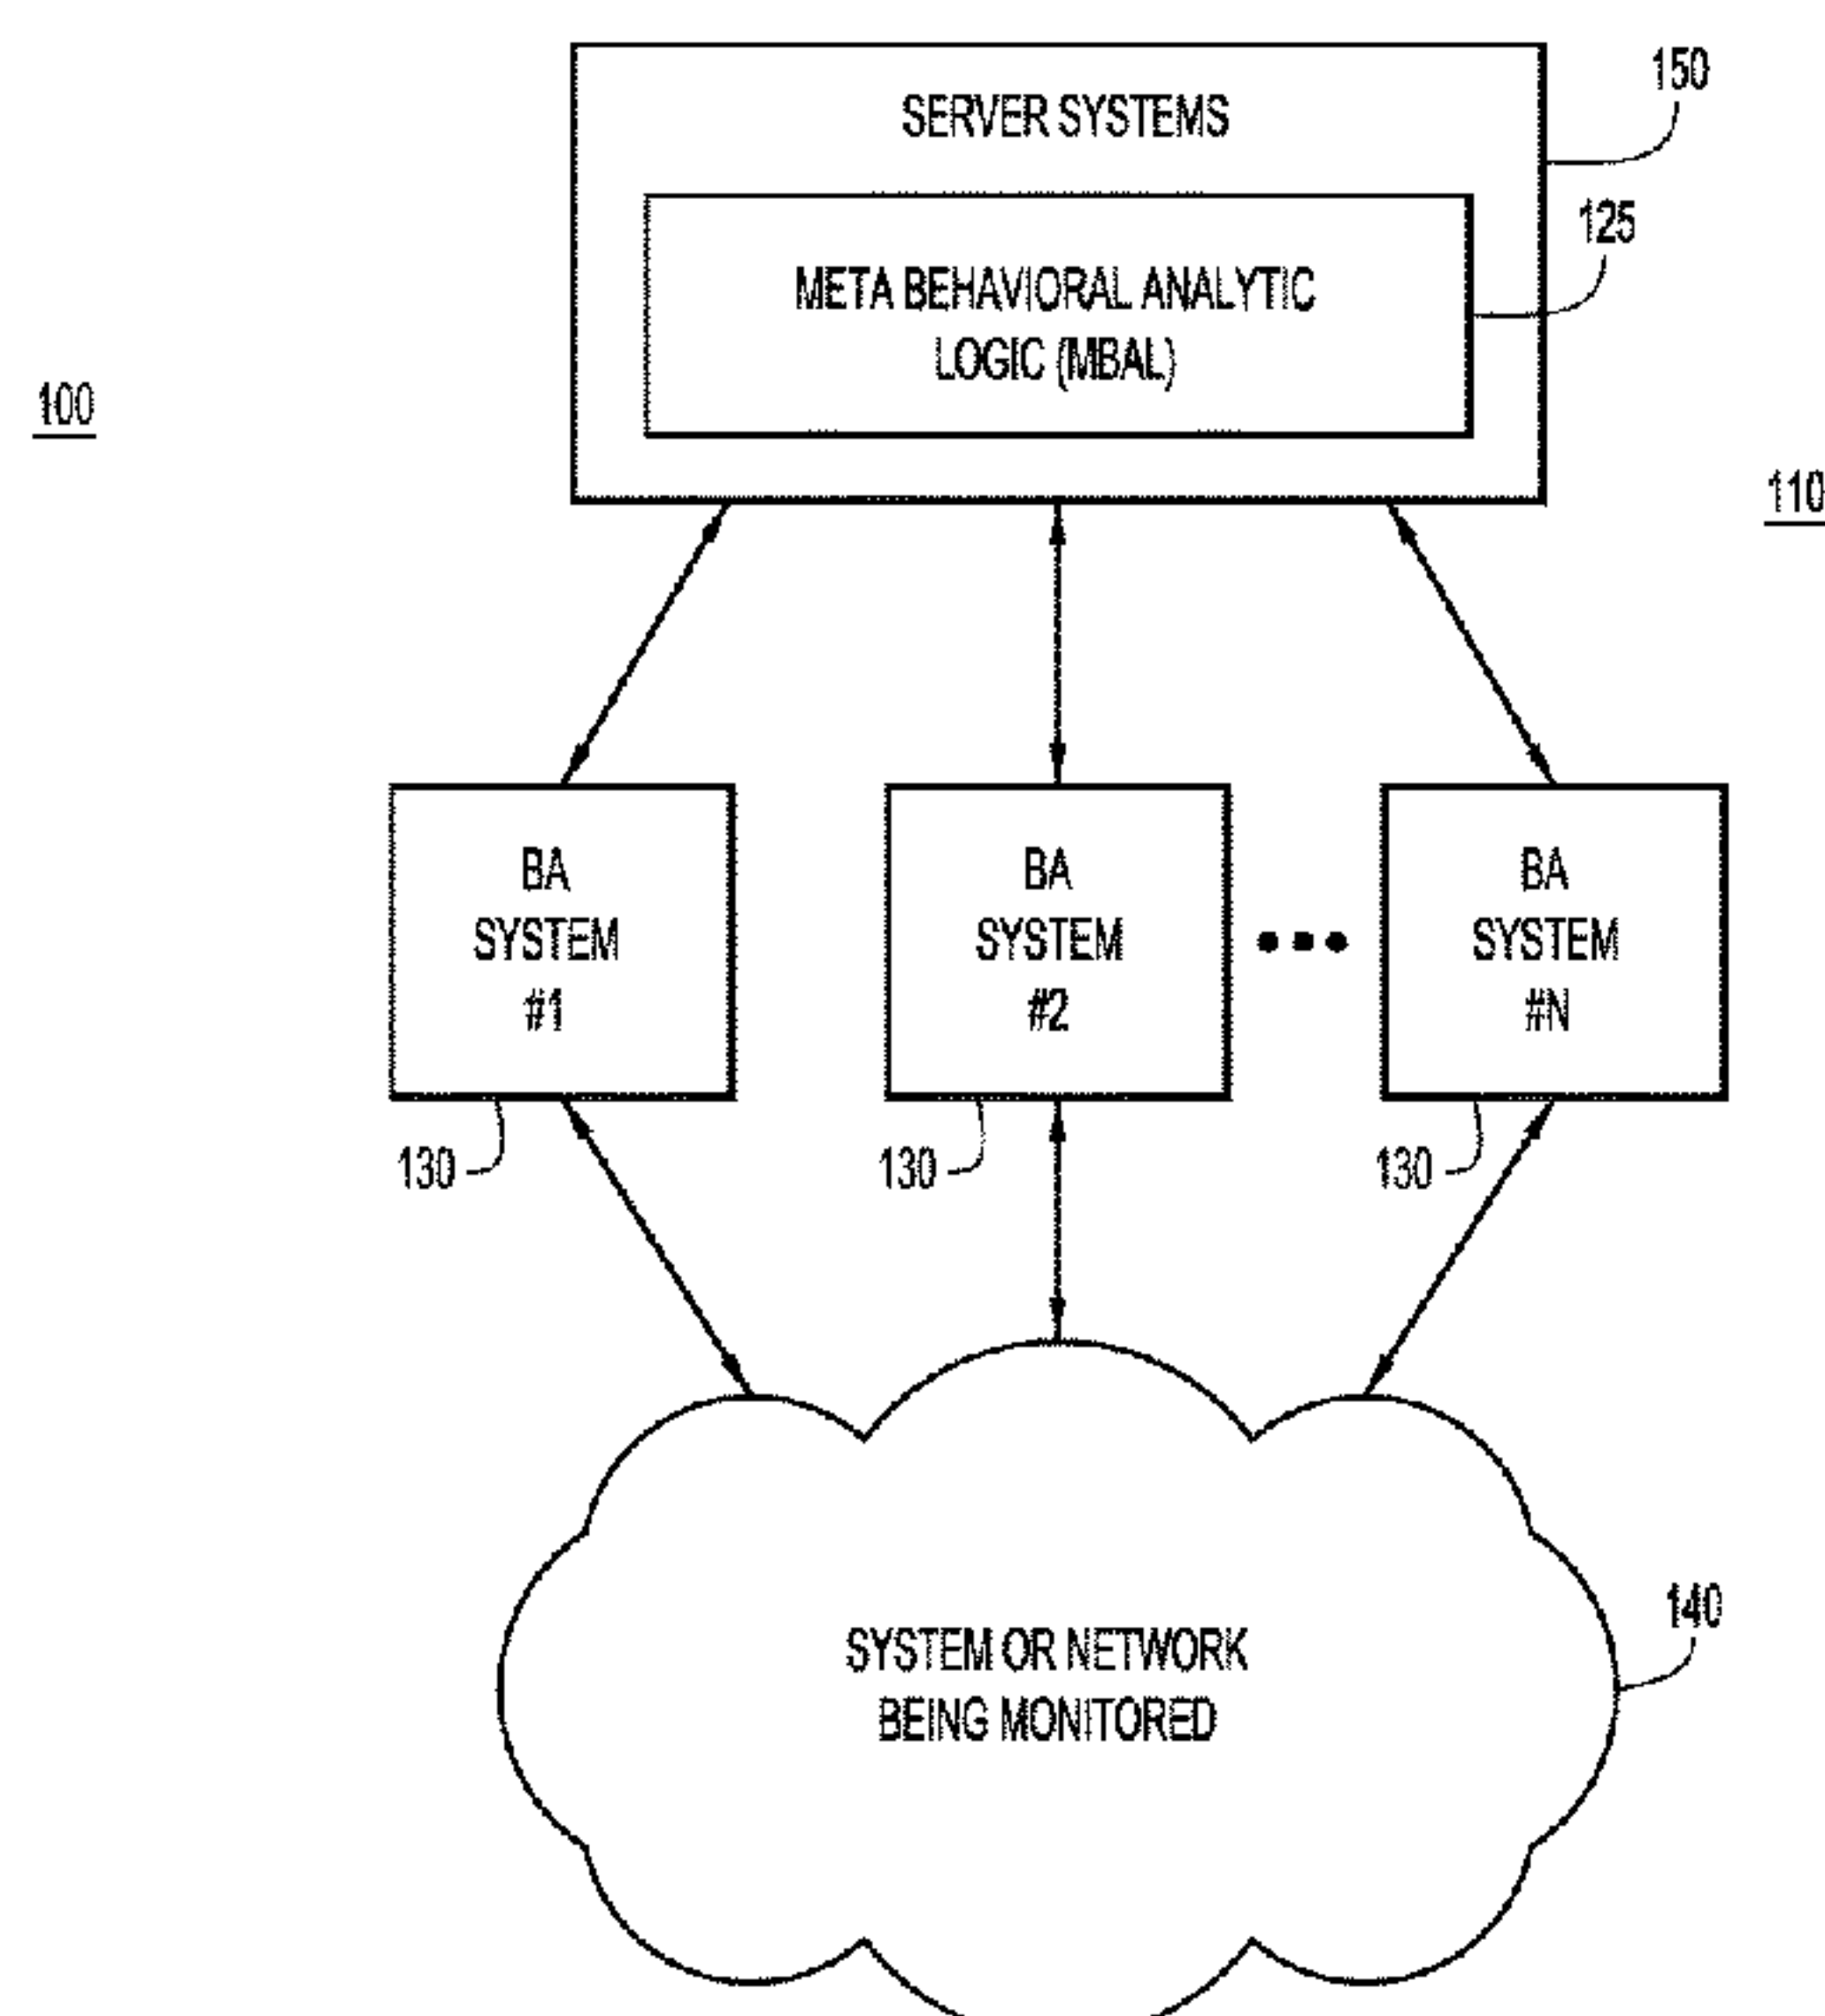 150
SERVER SYSTEMS
125
META BEHAVIORAL ANALYTIC
LOGIC (MBAL)
100
110
BA
SYSTEM
#1
BA
SYSTEM
#2
BA
SYSTEM
#N
130
130
130
140
SYSTEM OR NETWORK
BEING MONITORED